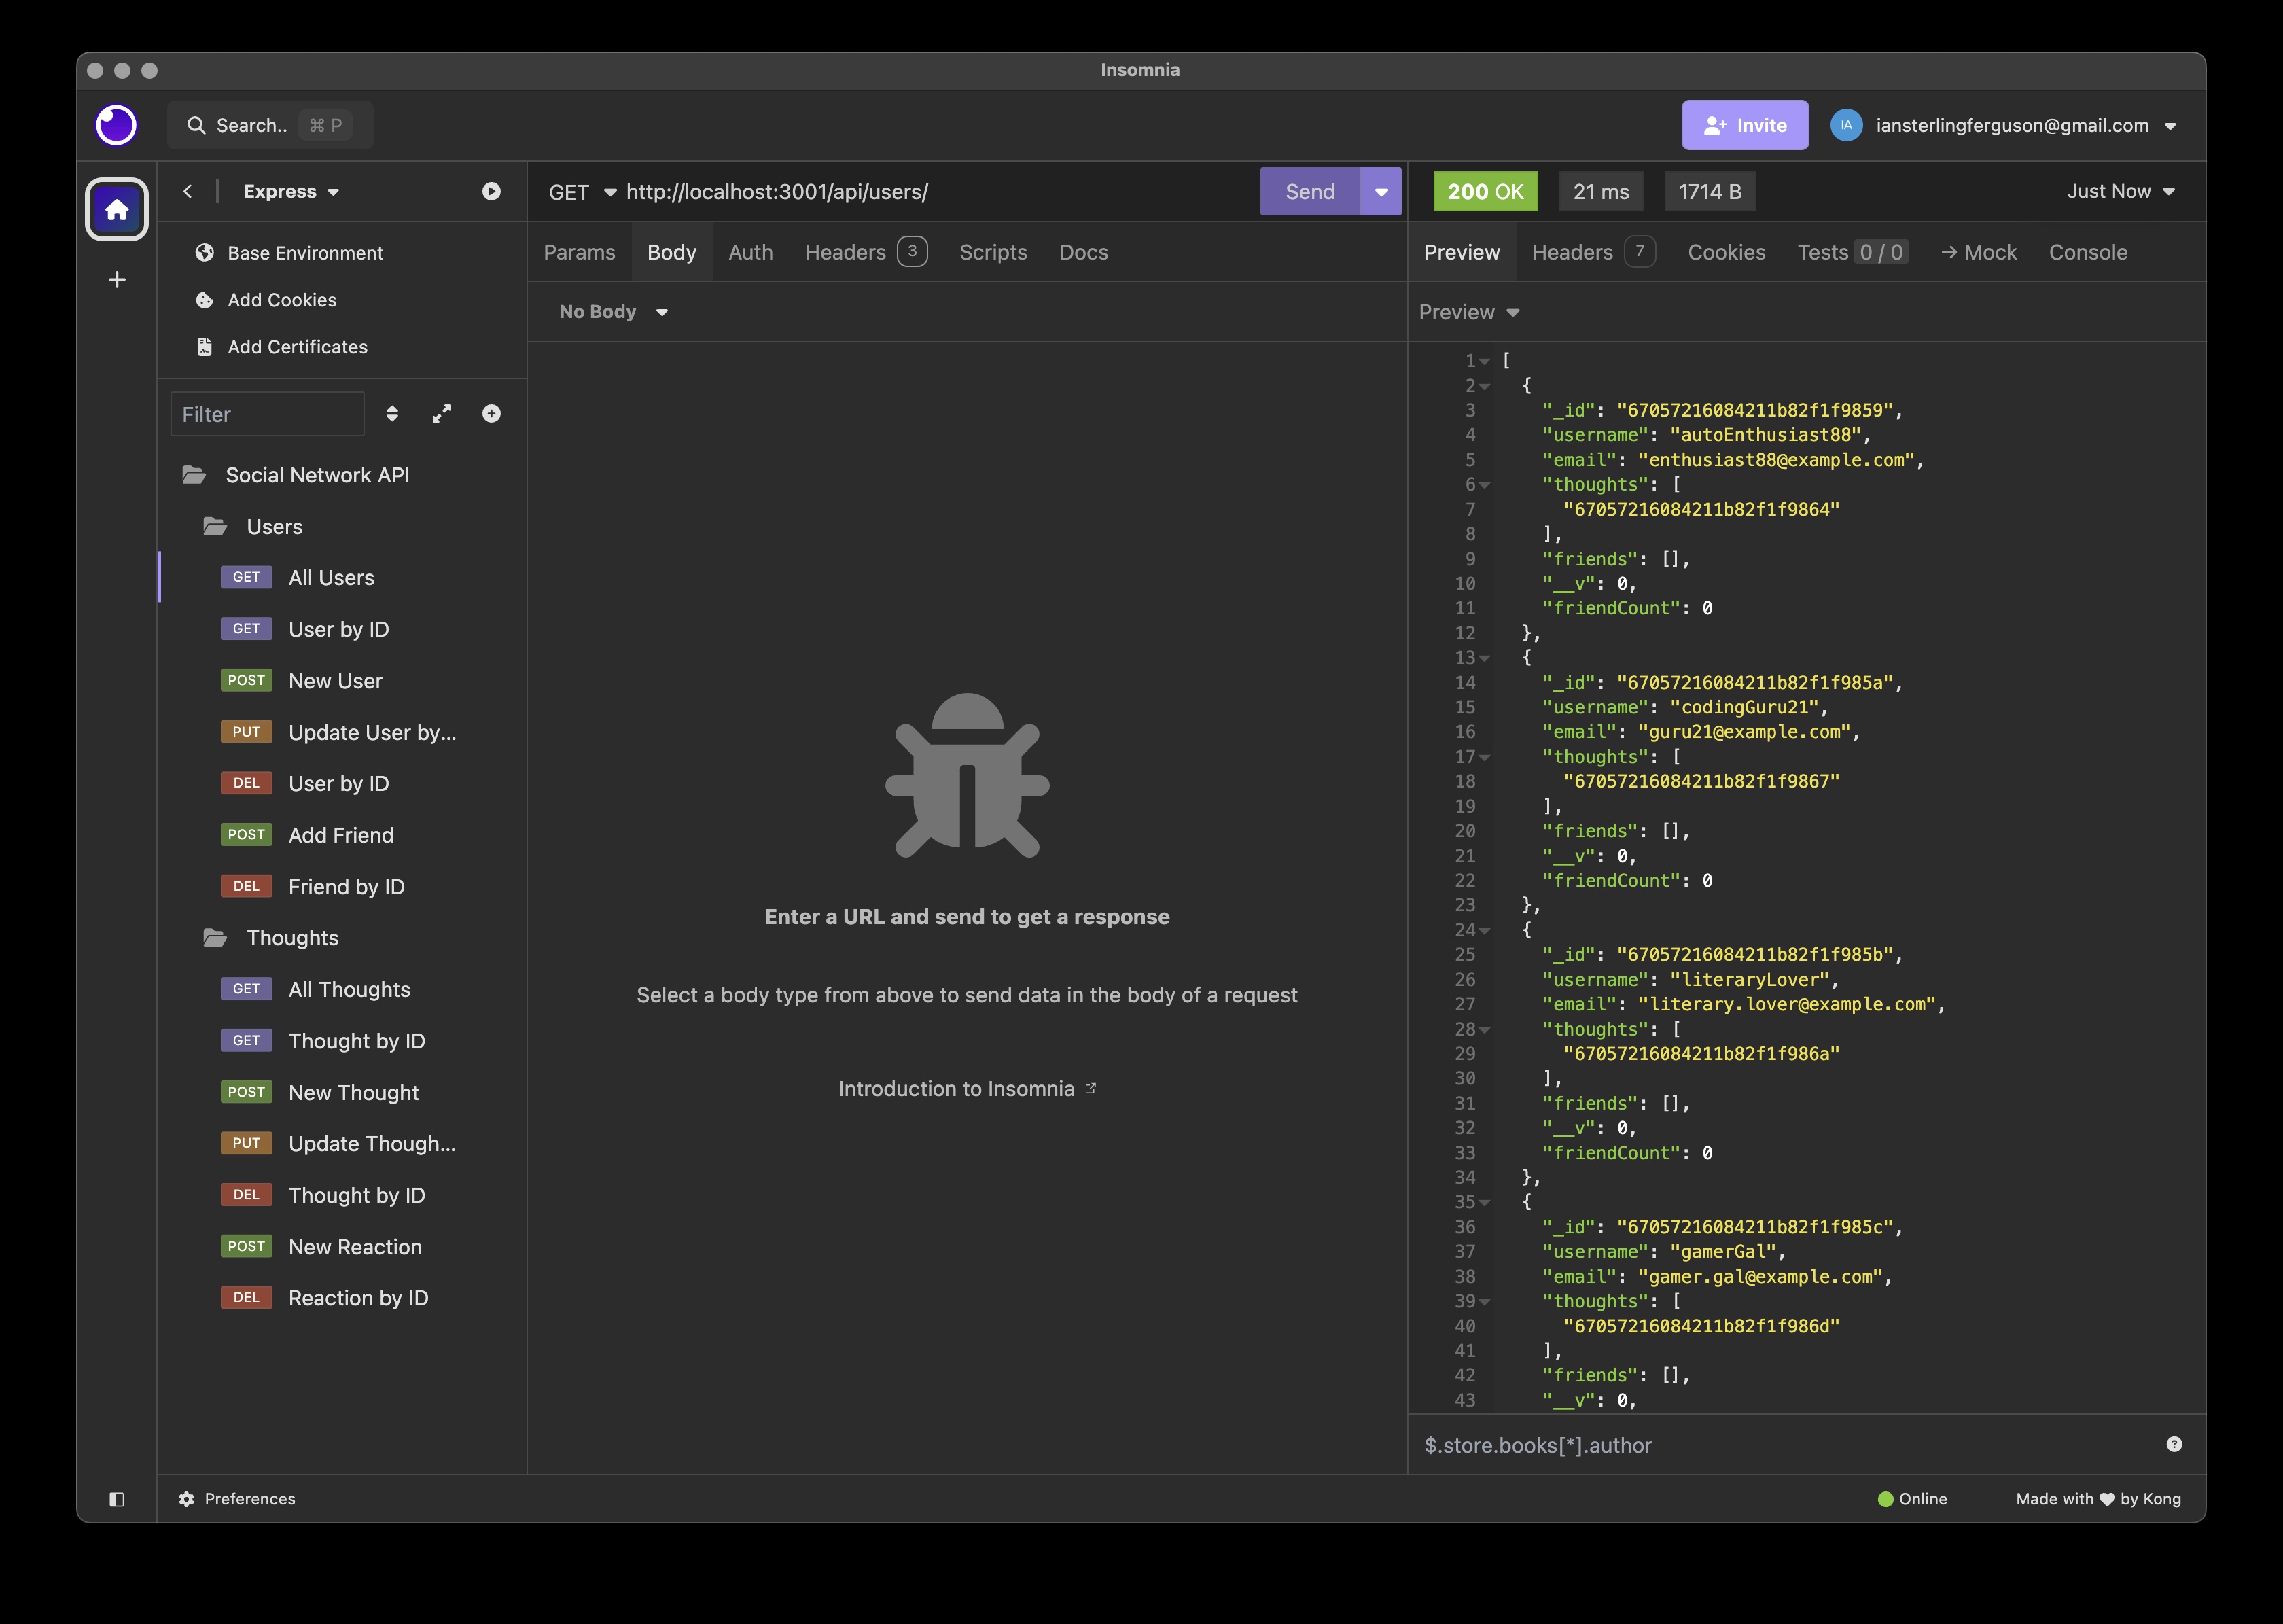 Insomnia
Search.. ⌘ P
Invite
IA
iansterlingferguson@gmail.com
Express
Base Environment
Add Cookies
Add Certificates
Filter
Social Network API
Users
GET All Users
GET User by ID
POST New User
PUT Update User by...
DEL User by ID
POST Add Friend
DEL Friend by ID
Thoughts
GET All Thoughts
GET Thought by ID
POST New Thought
PUT Update Though...
DEL Thought by ID
POST New Reaction
DEL Reaction by ID
GET http://localhost:3001/api/users/ Send
Params Body Auth Headers 3 Scripts Docs
No Body
Enter a URL and send to get a response
Select a body type from above to send data in the body of a request
Introduction to Insomnia
200 OK 21 ms 1714 B Just Now
Preview Headers 7 Cookies Tests 0 / 0 → Mock Console
Preview
1 [
2 {
3 "_id": "67057216084211b82f1f9859",
4 "username": "autoEnthusiast88",
5 "email": "enthusiast88@example.com",
6 "thoughts": [
7 "67057216084211b82f1f9864"
8 ],
9 "friends": [],
10 "__v": 0,
11 "friendCount": 0
12 },
13 {
14 "_id": "67057216084211b82f1f985a",
15 "username": "codingGuru21",
16 "email": "guru21@example.com",
17 "thoughts": [
18 "67057216084211b82f1f9867"
19 ],
20 "friends": [],
21 "__v": 0,
22 "friendCount": 0
23 },
24 {
25 "_id": "67057216084211b82f1f985b",
26 "username": "literaryLover",
27 "email": "literary.lover@example.com",
28 "thoughts": [
29 "67057216084211b82f1f986a"
30 ],
31 "friends": [],
32 "__v": 0,
33 "friendCount": 0
34 },
35 {
36 "_id": "67057216084211b82f1f985c",
37 "username": "gamerGal",
38 "email": "gamer.gal@example.com",
39 "thoughts": [
40 "67057216084211b82f1f986d"
41 ],
42 "friends": [],
43 "__v": 0,
$.store.books[*].author
Preferences
Online
Made with ♥ by Kong